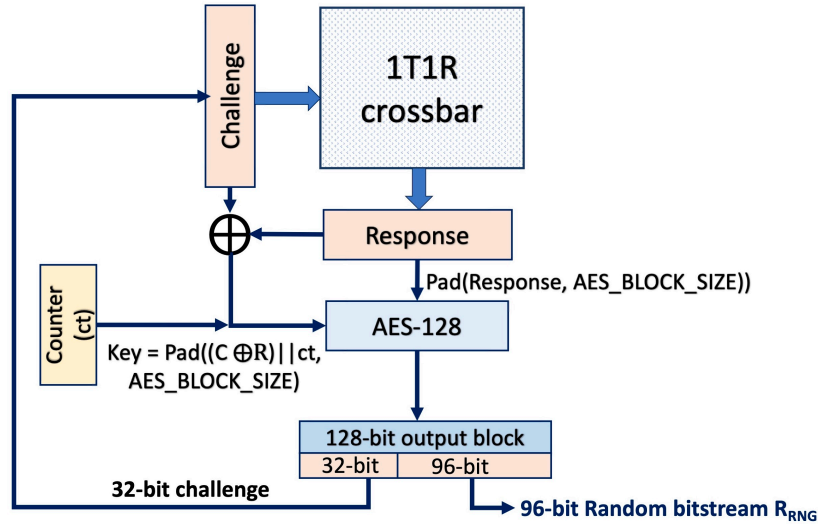 Challenge
1T1R
crossbar
Response
Pad(Response, AES_BLOCK_SIZE))
Counter
(ct)
AES-128
Key = Pad((C ⊕R)||ct,
AES_BLOCK_SIZE)
128-bit output block
32-bit
96-bit
32-bit challenge
96-bit Random bitstream R_RNG